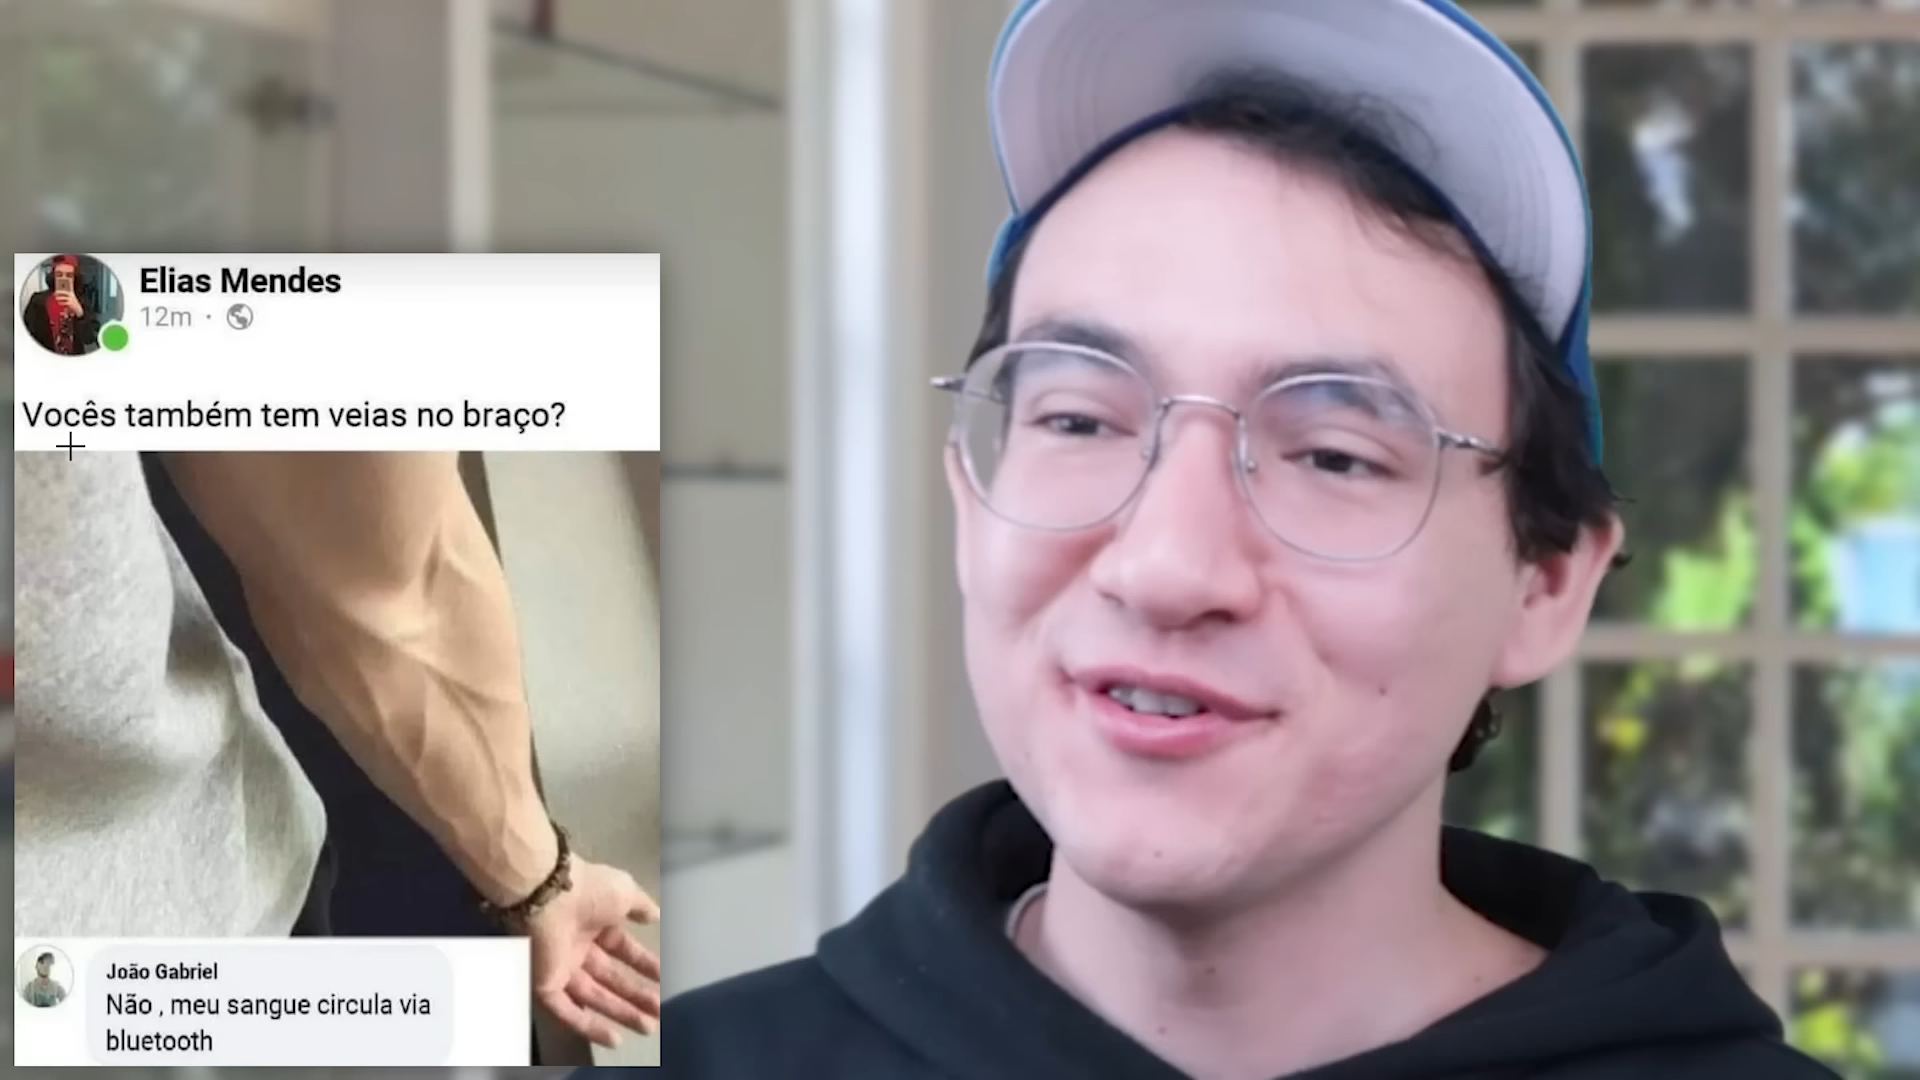 Elias Mendes
12m ·
Vocês também tem veias no braço?
João Gabriel
Não , meu sangue circula via
bluetooth